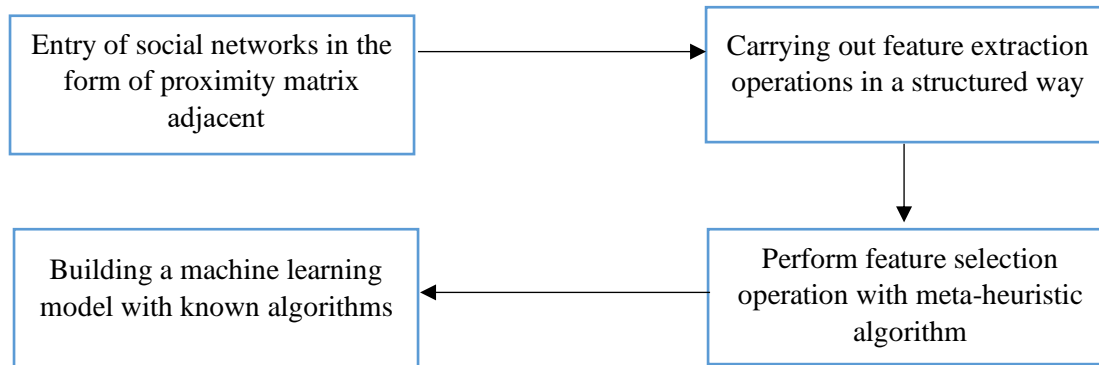 Entry of social networks in the
form of proximity matrix
adjacent
Carrying out feature extraction
operations in a structured way
Perform feature selection
operation with meta-heuristic
algorithm
Building a machine learning
model with known algorithms